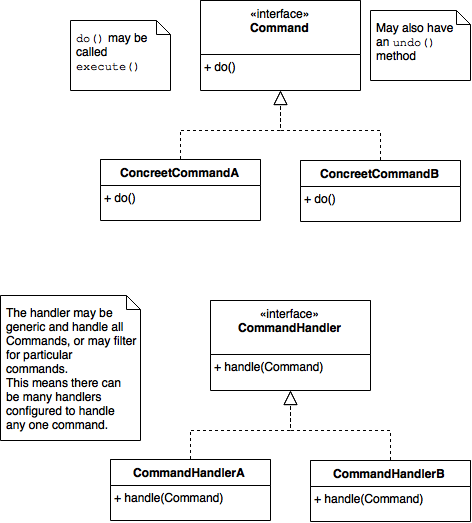 «interface»
Command
+ do()
do() may be
called
execute()
May also have
an undo()
method
ConcreetCommandA
+ do()
ConcreetCommandB
+ do()
The handler may be
generic and handle all
Commands, or may filter
for particular
commands.
This means there can
be many handlers
configured to handle
any one command.
«interface»
CommandHandler
+ handle(Command)
CommandHandlerA
+ handle(Command)
CommandHandlerB
+ handle(Command)